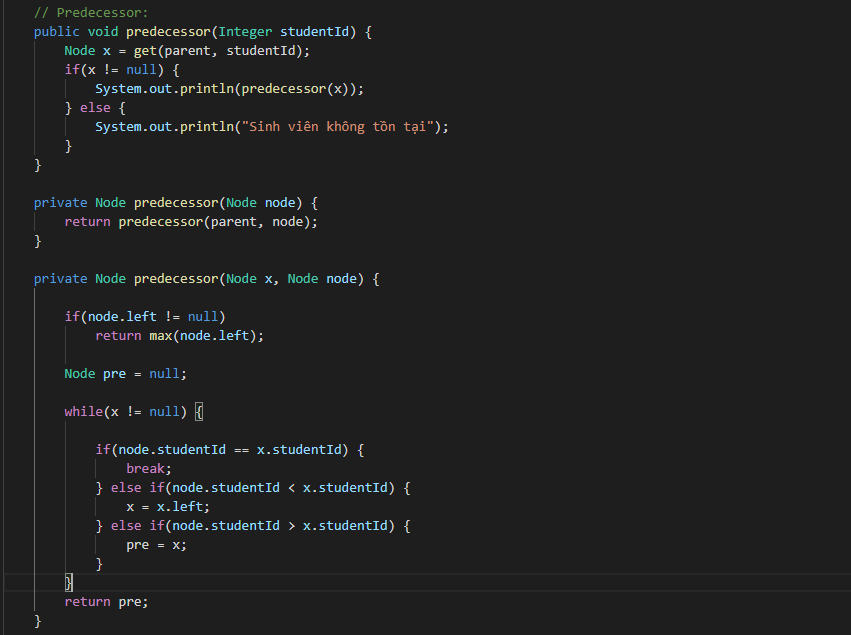 // Predecessor:
public void predecessor(Integer studentId) {
Node x = get(parent, studentId);
if(x != null) {
System.out.println(predecessor(x));
} else {
System.out.println("Sinh viên không tồn tại");
}
}
private Node predecessor(Node node) {
return predecessor(parent, node);
}
private Node predecessor(Node x, Node node) {
if(node.left != null)
return max(node.left);
Node pre = null;
while(x != null) {
if(node.studentId == x.studentId) {
break;
} else if(node.studentId < x.studentId) {
x = x.left;
} else if(node.studentId > x.studentId) {
pre = x;
}
}
return pre;
}